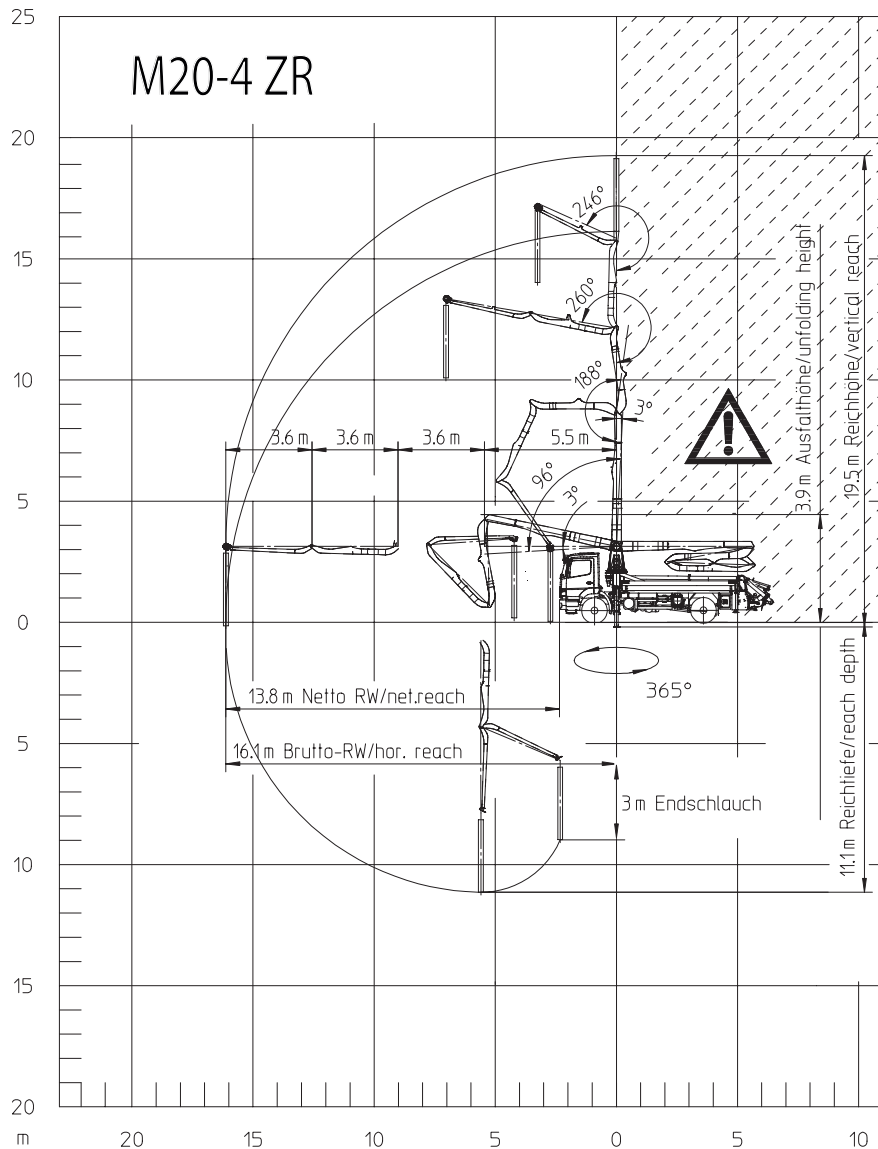 25
M20-4 ZR
20
246°
15
260°
188°
10
3°
3.6 m
3.6 m
3.6 m
5.5 m
96°
3°
3.9 m Ausfalthöhe/unfolding height
19.5 m Reichhöhe/vertical reach
5
0
365°
13.8 m Netto RW/net.reach
16.1 m Brutto-RW/hor. reach
3 m Endschlauch
11.1 m Reichtiefe/reach depth
5
10
15
20
m
20
15
10
5
0
5
10